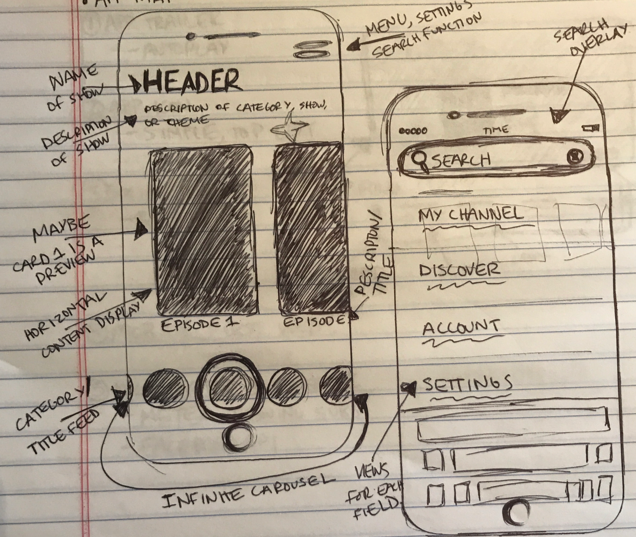 MENU, SETTINGS
SEARCH FUNCTION
NAME
OF SHOW
HEADER
DESCRIPTION OF CATEGORY, SHOW,
OR THEME
DESCRIPTION
OF SHOW
MAYBE
CARD 1 IS A
PREVIEW
HORIZONTAL
CONTENT DISPLAY
EPISODE 1
EPISODE
DESCRIPTION/
TITLE
CATEGORY/
TITLE FEED
INFINITE CAROUSEL
SEARCH
OVERLAY
TIME
SEARCH
MY CHANNEL
DISCOVER
ACCOUNT
SETTINGS
VIEWS
FOR EACH
FIELD